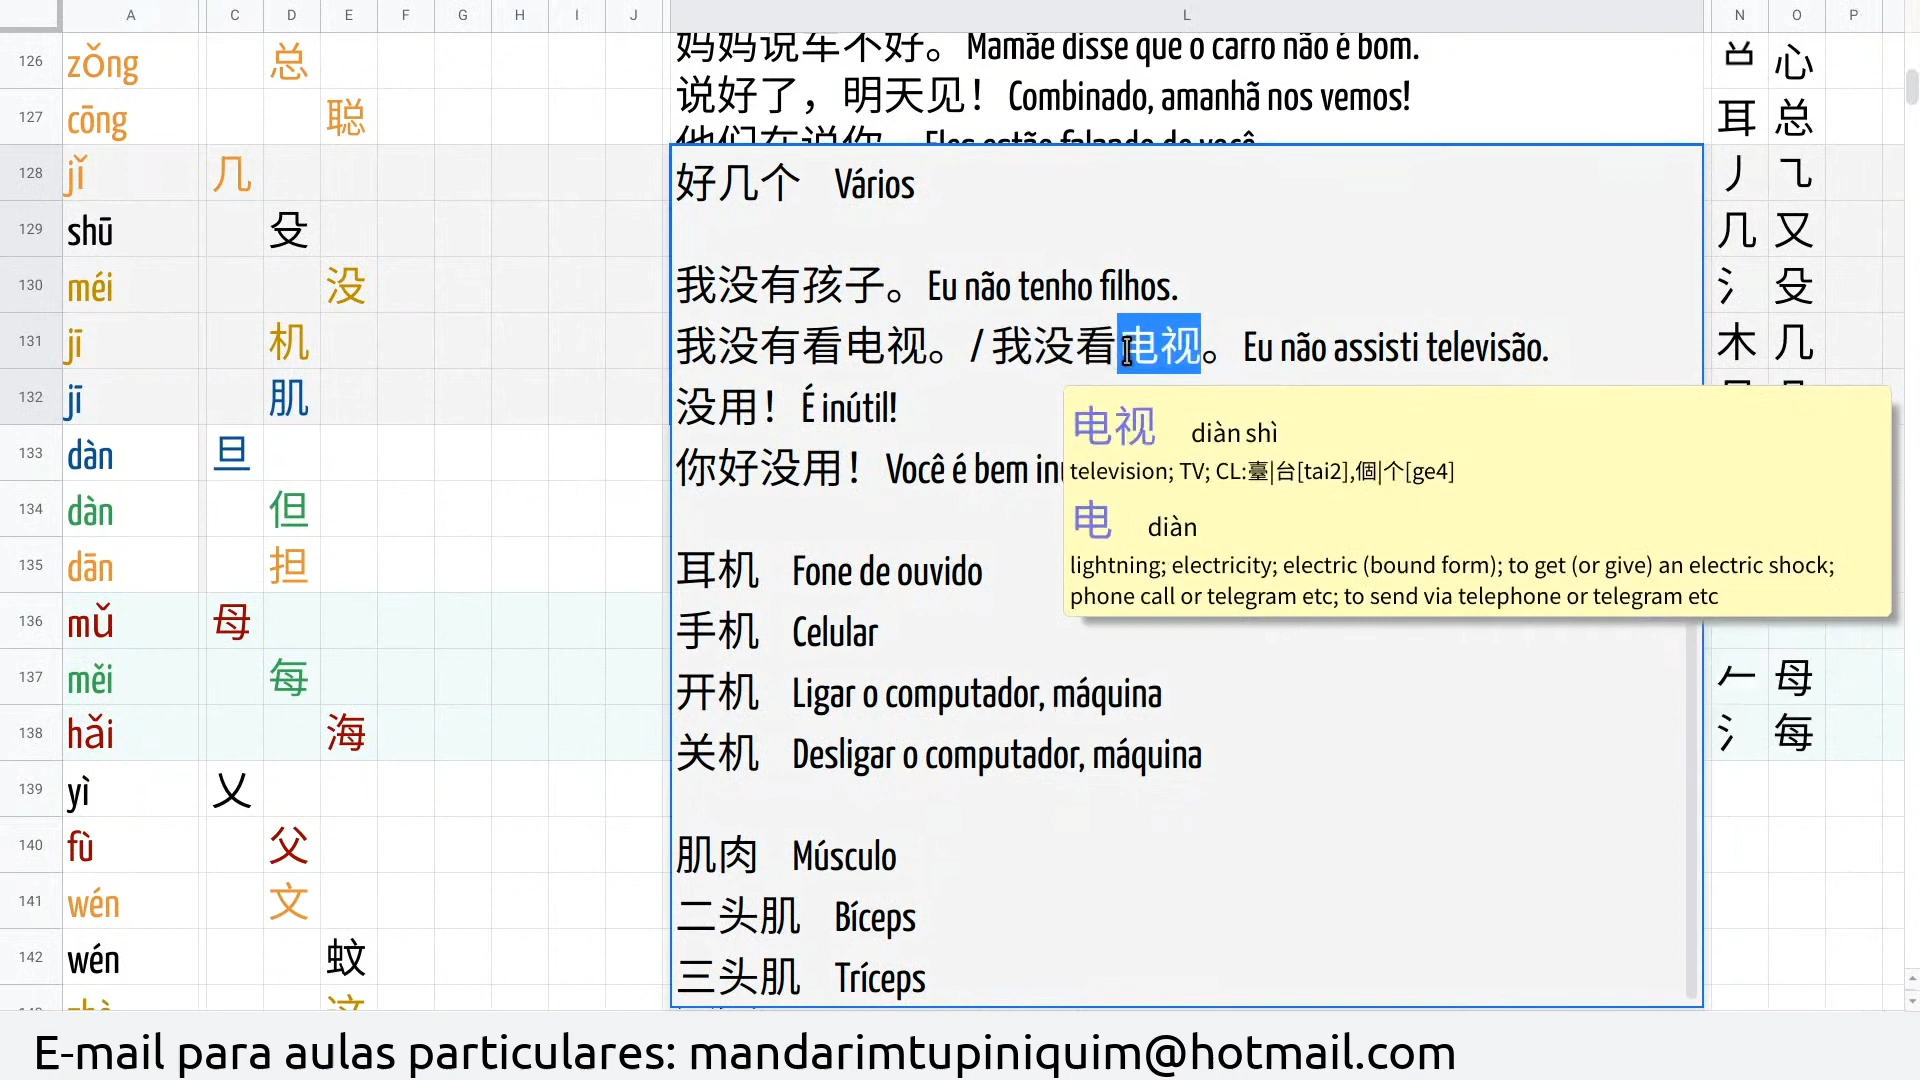 A C D E F G H I J L N O P
126 zǒng 总 心
127 cōng 聪 耳 总
128 jǐ 几 丿 ⺄
129 shū 殳 几 又
130 méi 没 氵 殳
131 jī 机 木 几
132 jī 肌
133 dàn 旦
134 dàn 但
135 dān 担
136 mǔ 母
137 měi 每 𠂉 母
138 hǎi 海 氵 每
139 yì 乂
140 fù 父
141 wén 文
142 wén 蚊
妈妈说车不好。Mamãe disse que o carro não é bom.
说好了，明天见！Combinado, amanhã nos vemos!
他们在说你。Eles estão falando de você
好几个 Vários
我没有孩子。Eu não tenho filhos.
我没有看电视。/ 我没看电视。Eu não assisti televisão.
没用！É inútil!
你好没用！Você é bem
耳机 Fone de ouvido
手机 Celular
开机 Ligar o computador, máquina
关机 Desligar o computador, máquina
肌肉 Músculo
二头肌 Bíceps
三头肌 Tríceps
电视 diàn shì
television; TV; CL:臺|台[tai2],個|个[ge4]
电 diàn
lightning; electricity; electric (bound form); to get (or give) an electric shock;
phone call or telegram etc; to send via telephone or telegram etc
E-mail para aulas particulares: mandarimtupiniquim@hotmail.com